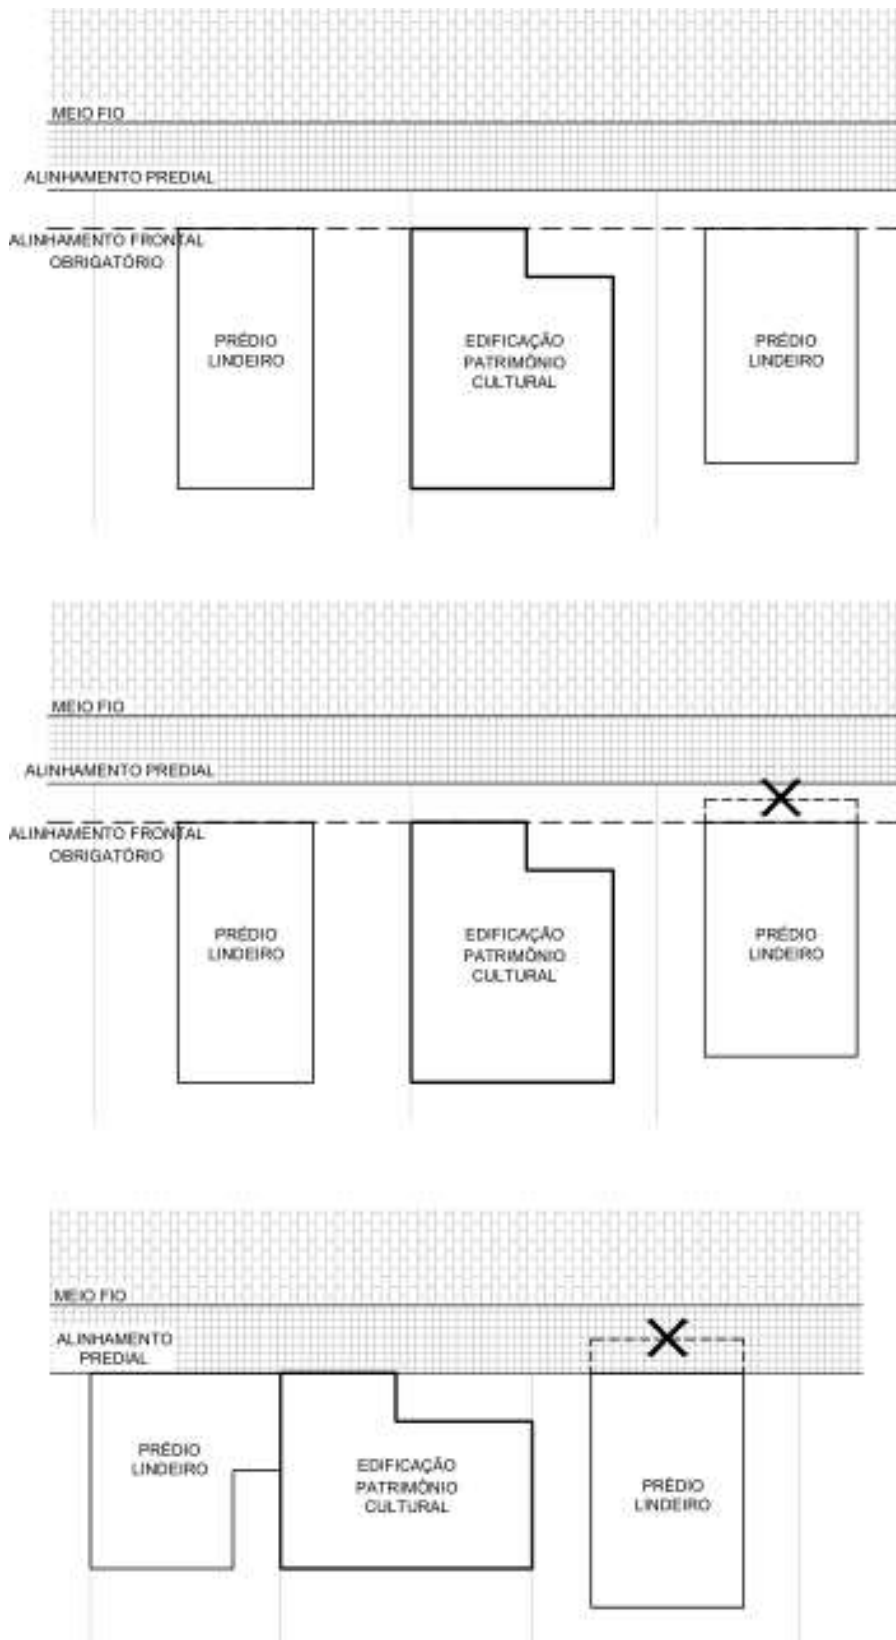 MEIO FIO
ALINHAMENTO PREDIAL
ALINHAMENTO FRONTAL
OBRIGATÓRIO
PRÉDIO
LINDEIRO
EDIFICAÇÃO
PATRIMÔNIO
CULTURAL
PRÉDIO
LINDEIRO
MEIO FIO
ALINHAMENTO PREDIAL
ALINHAMENTO FRONTAL
OBRIGATÓRIO
PRÉDIO
LINDEIRO
EDIFICAÇÃO
PATRIMÔNIO
CULTURAL
PRÉDIO
LINDEIRO
MEIO FIO
ALINHAMENTO
PREDIAL
PRÉDIO
LINDEIRO
EDIFICAÇÃO
PATRIMÔNIO
CULTURAL
PRÉDIO
LINDEIRO